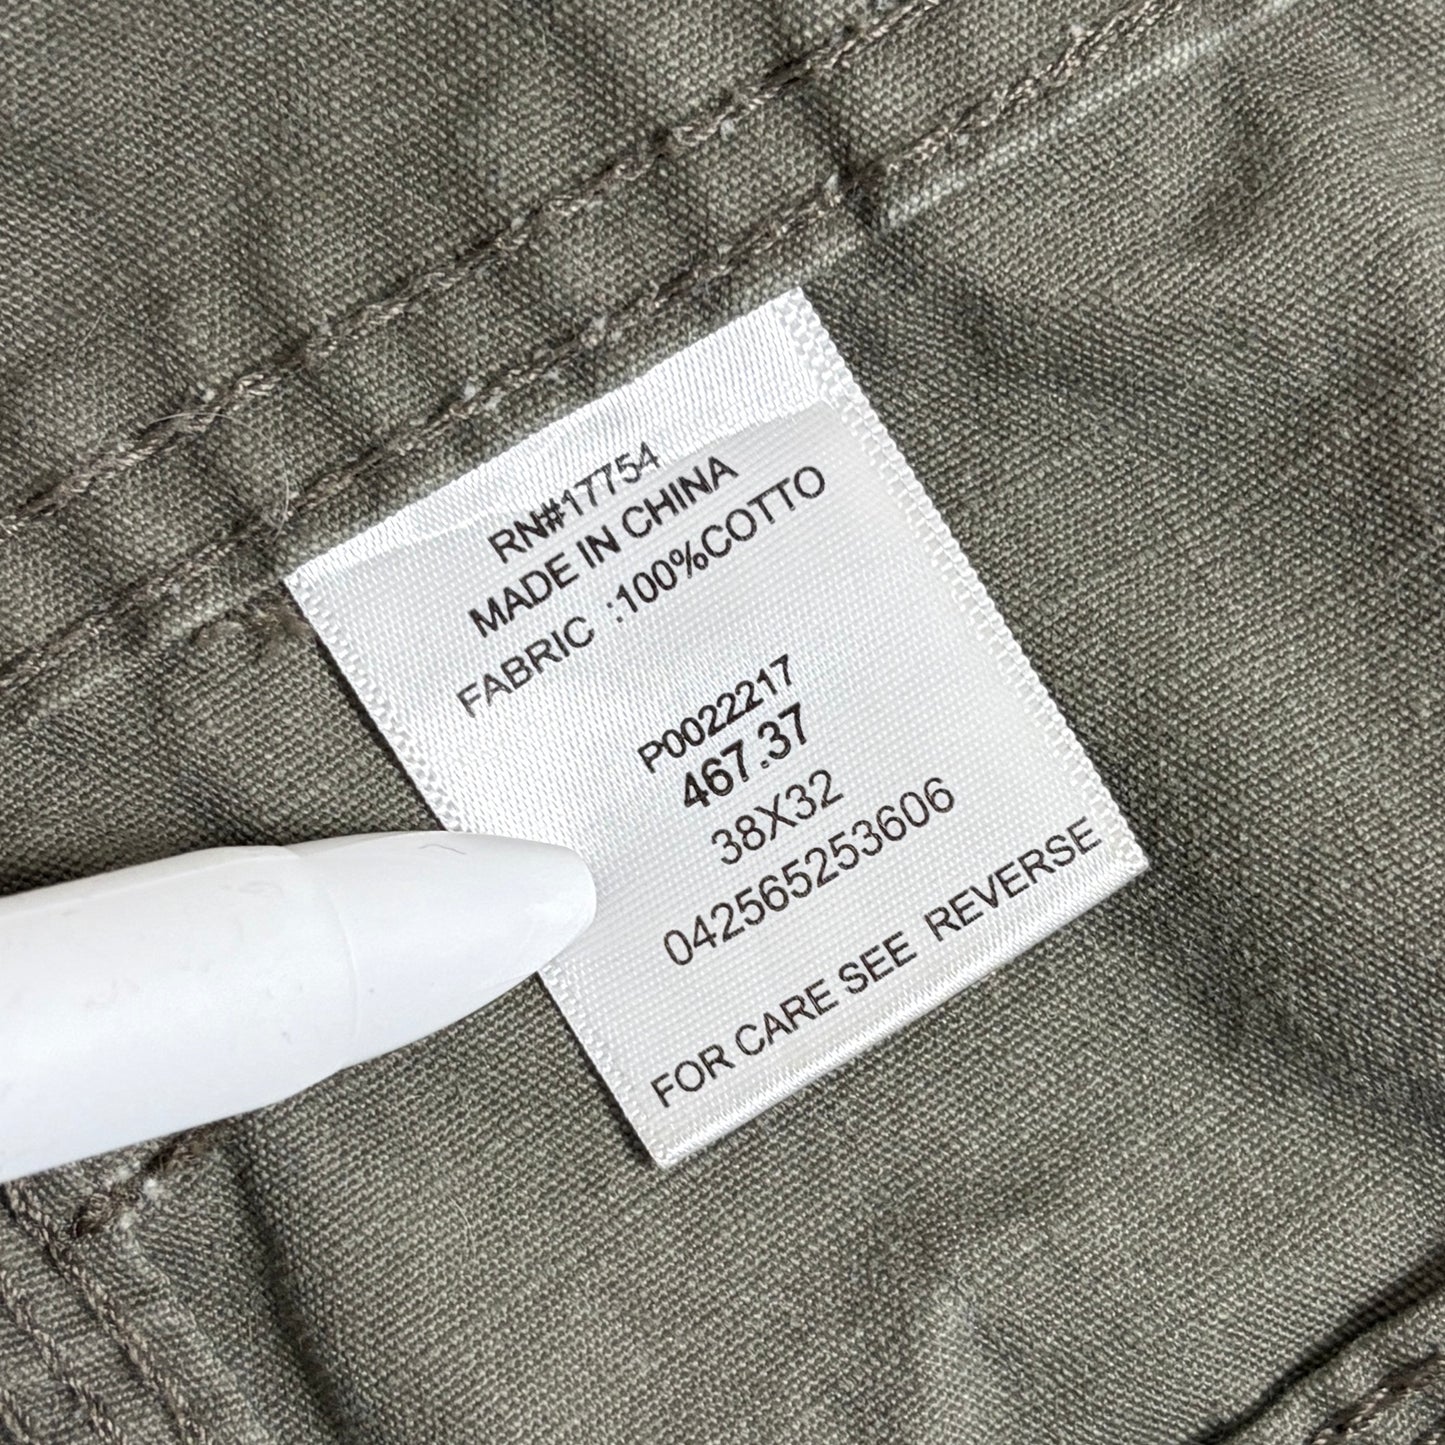 RN#17754
MADE IN CHINA
FABRIC :100%COTTO
P0022217
467.37
38X32
042565253606
FOR CARE SEE REVERSE